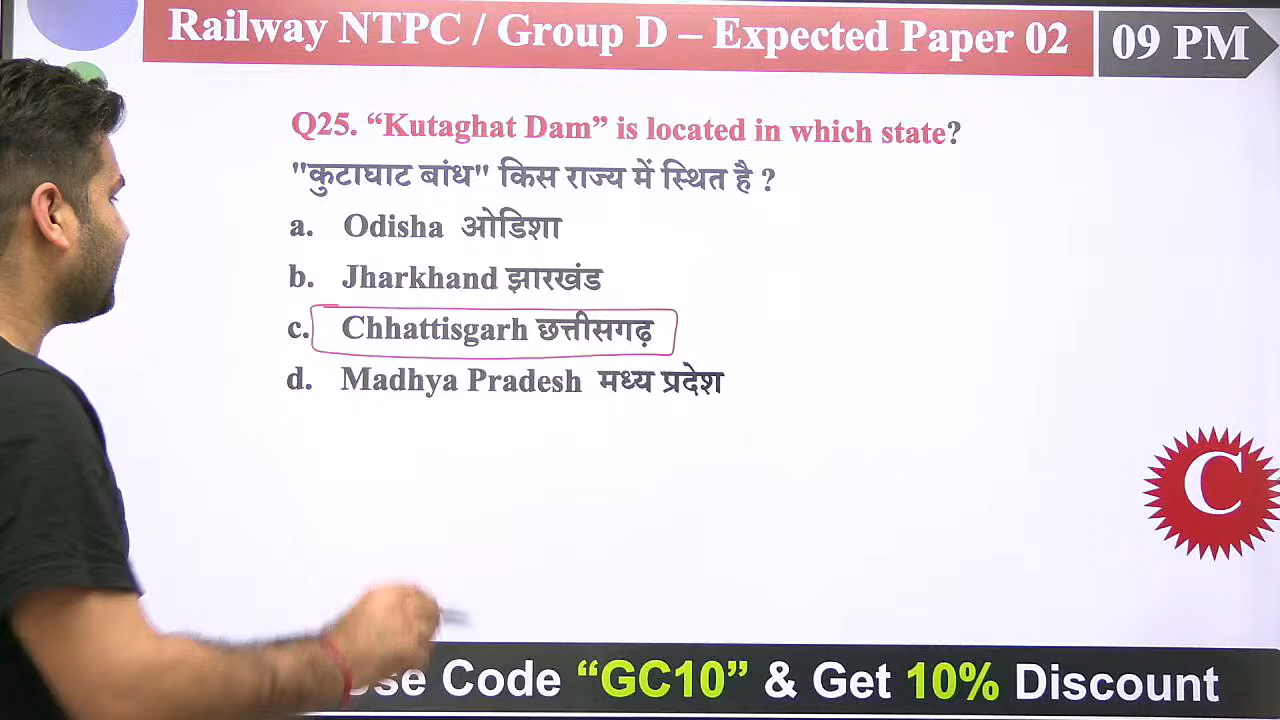 Railway NTPC / Group D – Expected Paper 02
09 PM
Q25. “Kutaghat Dam” is located in which state?
"कुटाघाट बांध" किस राज्य में स्थित है ?
a. Odisha ओडिशा
b. Jharkhand झारखंड
c. Chhattisgarh छत्तीसगढ़
d. Madhya Pradesh मध्य प्रदेश
C
Code “GC10” & Get 10% Discount